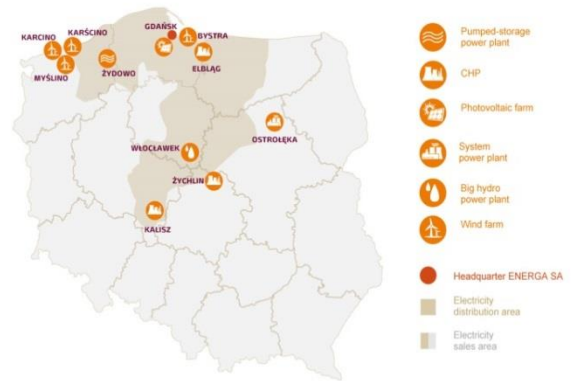 GDAŃSK
KARCINO
KARŚCINO
BYSTRA
MYŚLINO
ŻYDOWO
ELBLĄG
OSTROŁĘKA
WŁOCŁAWEK
ŻYCHLIN
KALISZ
Pumped-storage
power plant
CHP
Photovoltaic farm
System
power plant
Big hydro
power plant
Wind farm
Headquarter ENERGA SA
Electricity
distribution area
Electricity
sales area